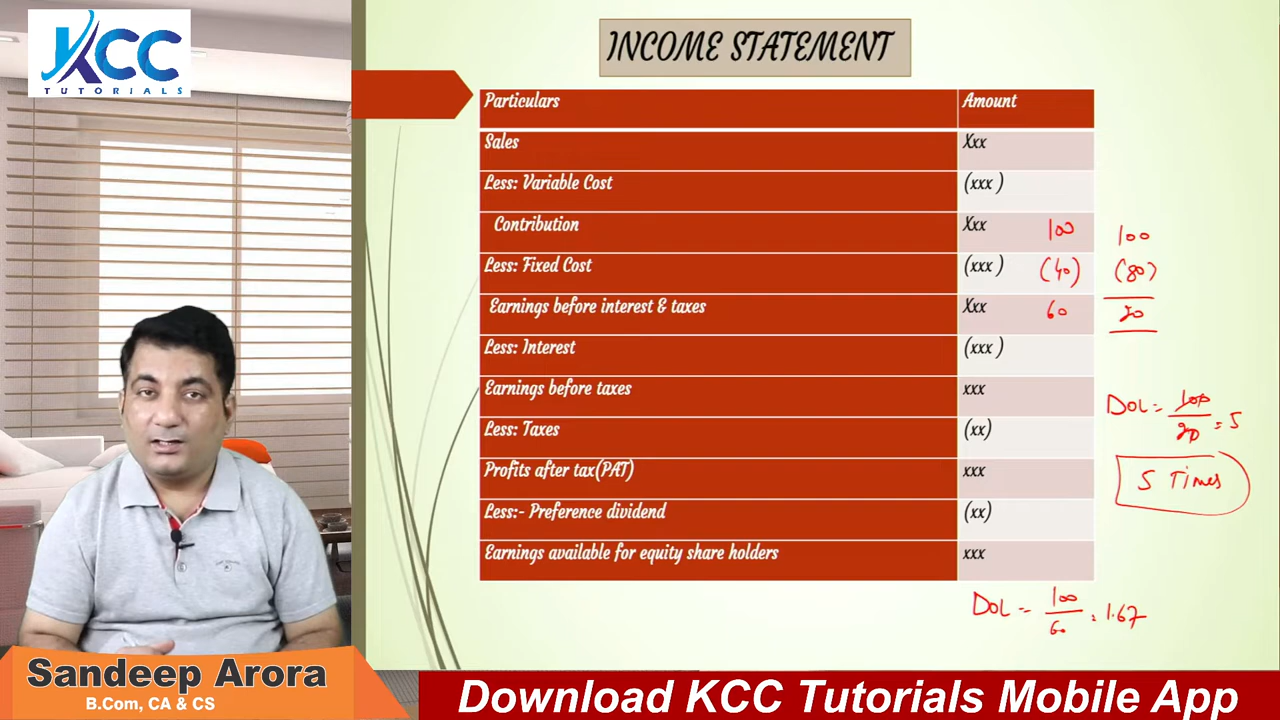 KCC
TUTORIALS
INCOME STATEMENT
Particulars Amount
Sales Xxx
Less: Variable Cost (xxx )
Contribution Xxx 100 100
Less: Fixed Cost (xxx ) (40) (80)
Earnings before interest & taxes Xxx 60 20
Less: Interest (xxx )
Earnings before taxes xxx
Less: Taxes (xx)
Profits after tax(PAT) xxx
Less:- Preference dividend (xx)
Earnings available for equity share holders xxx
DOL = 100/20 = 5
5 Times
DOL = 100/60 = 1.67
Sandeep Arora
B.Com, CA & CS
Download KCC Tutorials Mobile App